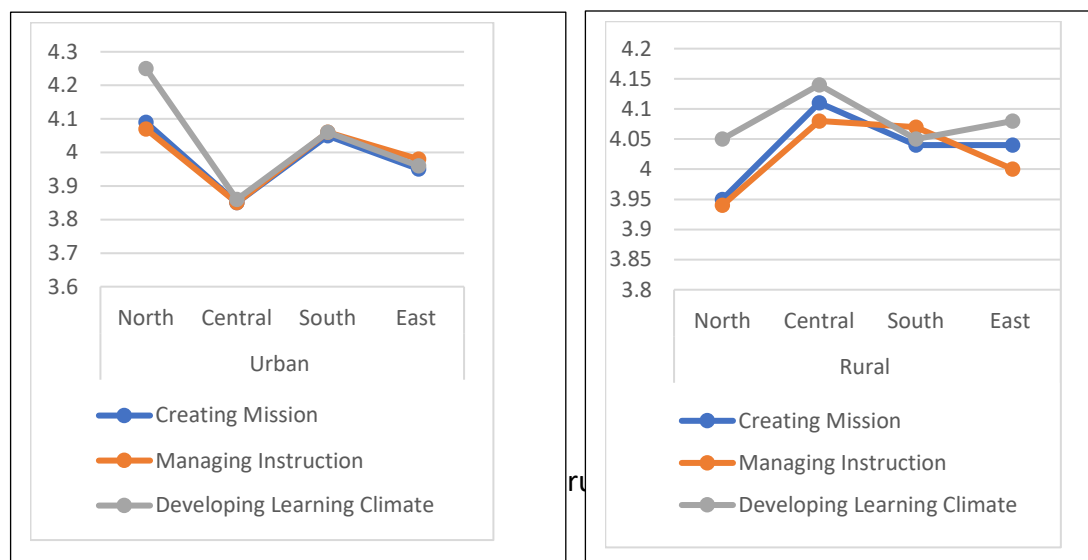 4.3
4.2
4.1
4
3.9
3.8
3.7
3.6
North Central South East
Urban
Creating Mission
Managing Instruction
Developing Learning Climate
4.2
4.15
4.1
4.05
4
3.95
3.9
3.85
3.8
North Central South East
Rural
Creating Mission
Managing Instruction
Developing Learning Climate